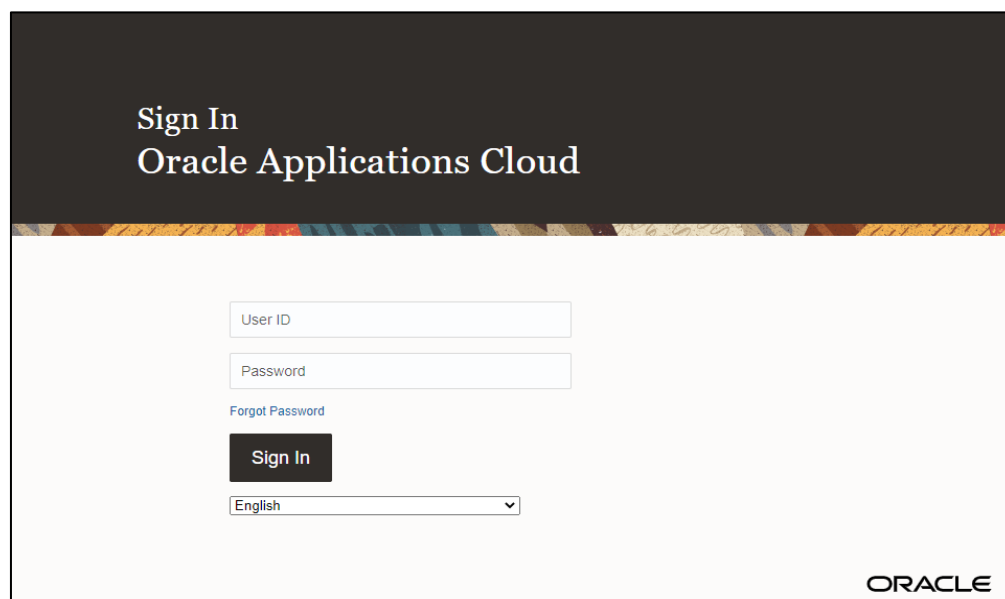 Sign In
Oracle Applications Cloud
User ID
Password
Forgot Password
Sign In
English
ORACLE